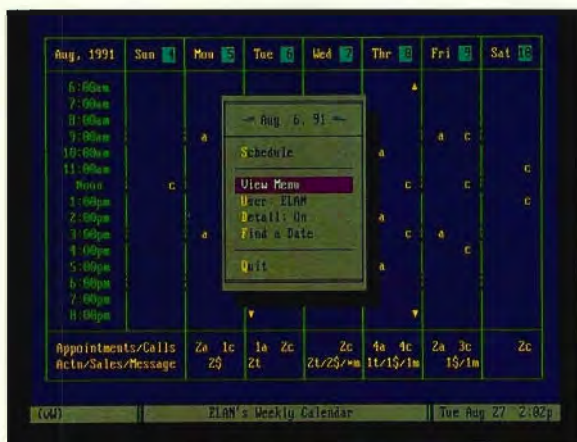 Aug, 1991 Sun 4 Mon 5 Tue 6 Wed 7 Thr 8 Fri 9 Sat 10
6:00am
7:00am
8:00am
9:00am a a c
10:00am a
11:00am c
Noon c c c
1:00pm c
2:00pm a
3:00pm a c a
4:00pm c
5:00pm a
6:00pm
7:00pm
8:00pm
Aug 6, 91
Schedule
View Menu
User: ELAN
Detail: On
Find a Date
Quit
Appointments/Calls 2a 1c 1a 2c 2c 4a 4c 2a 3c 2c
Actn/Sales/Message 2$ 2t 2t/2$/*m 1t/1$/1m 1$/1m
(vW) ELAN's Weekly Calendar Tue Aug 27 2:02p